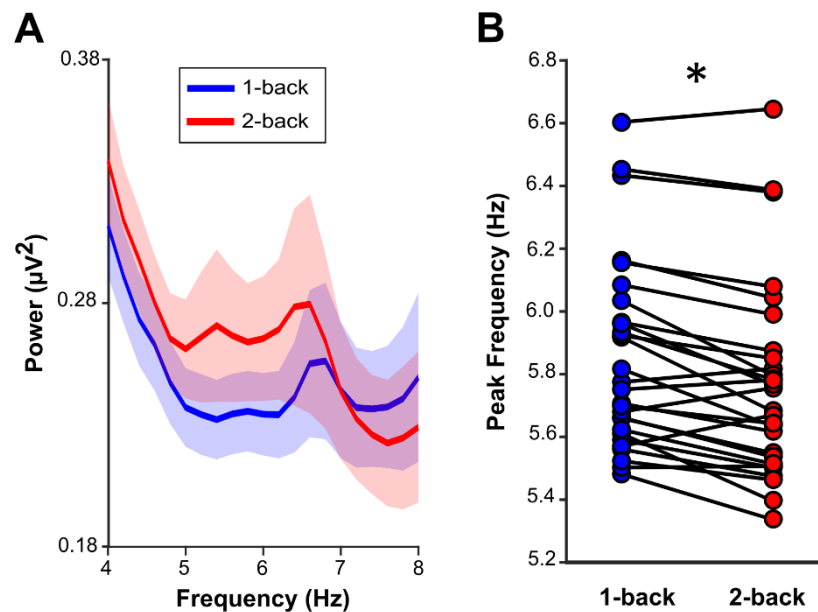 A
0.38
0.28
0.18
Power (µV²)
1-back
2-back
4
5
6
7
8
Frequency (Hz)
B
6.8
6.6
6.4
6.2
6.0
5.8
5.6
5.4
5.2
Peak Frequency (Hz)
*
1-back
2-back